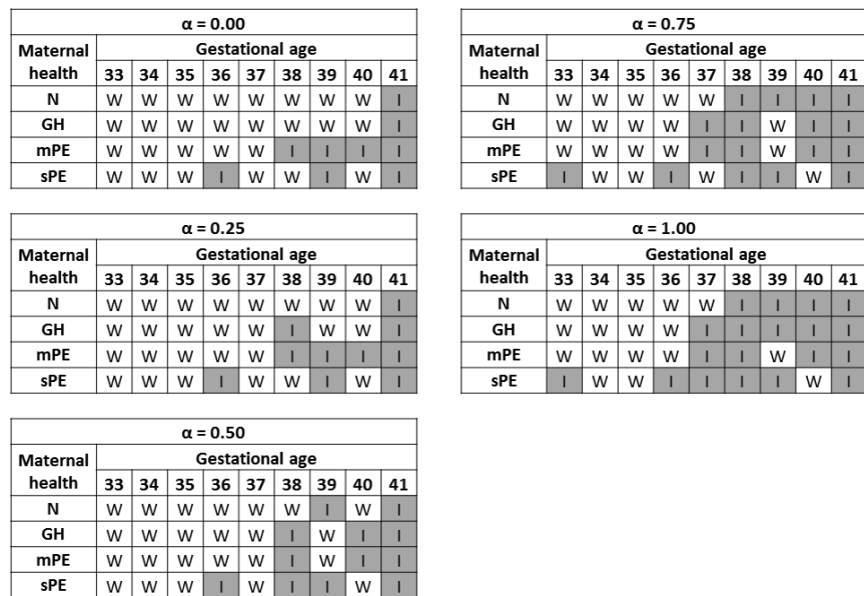 α = 0.00
Maternal health Gestational age
33 34 35 36 37 38 39 40 41
N W W W W W W W W I
GH W W W W W W W W I
mPE W W W W W I I I I
sPE W W W I W W I W I
α = 0.25
Maternal health Gestational age
33 34 35 36 37 38 39 40 41
N W W W W W W W W I
GH W W W W W I W W I
mPE W W W W W I I I I
sPE W W W I W W I W I
α = 0.50
Maternal health Gestational age
33 34 35 36 37 38 39 40 41
N W W W W W W I W I
GH W W W W W I W I I
mPE W W W W W I W I I
sPE W W W I W I I W I
α = 0.75
Maternal health Gestational age
33 34 35 36 37 38 39 40 41
N W W W W W I I I I
GH W W W W I I W I I
mPE W W W W I I W I I
sPE I W W I W I I W I
α = 1.00
Maternal health Gestational age
33 34 35 36 37 38 39 40 41
N W W W W W I I I I
GH W W W W I I I I I
mPE W W W W I I W I I
sPE I W W I I I I W I